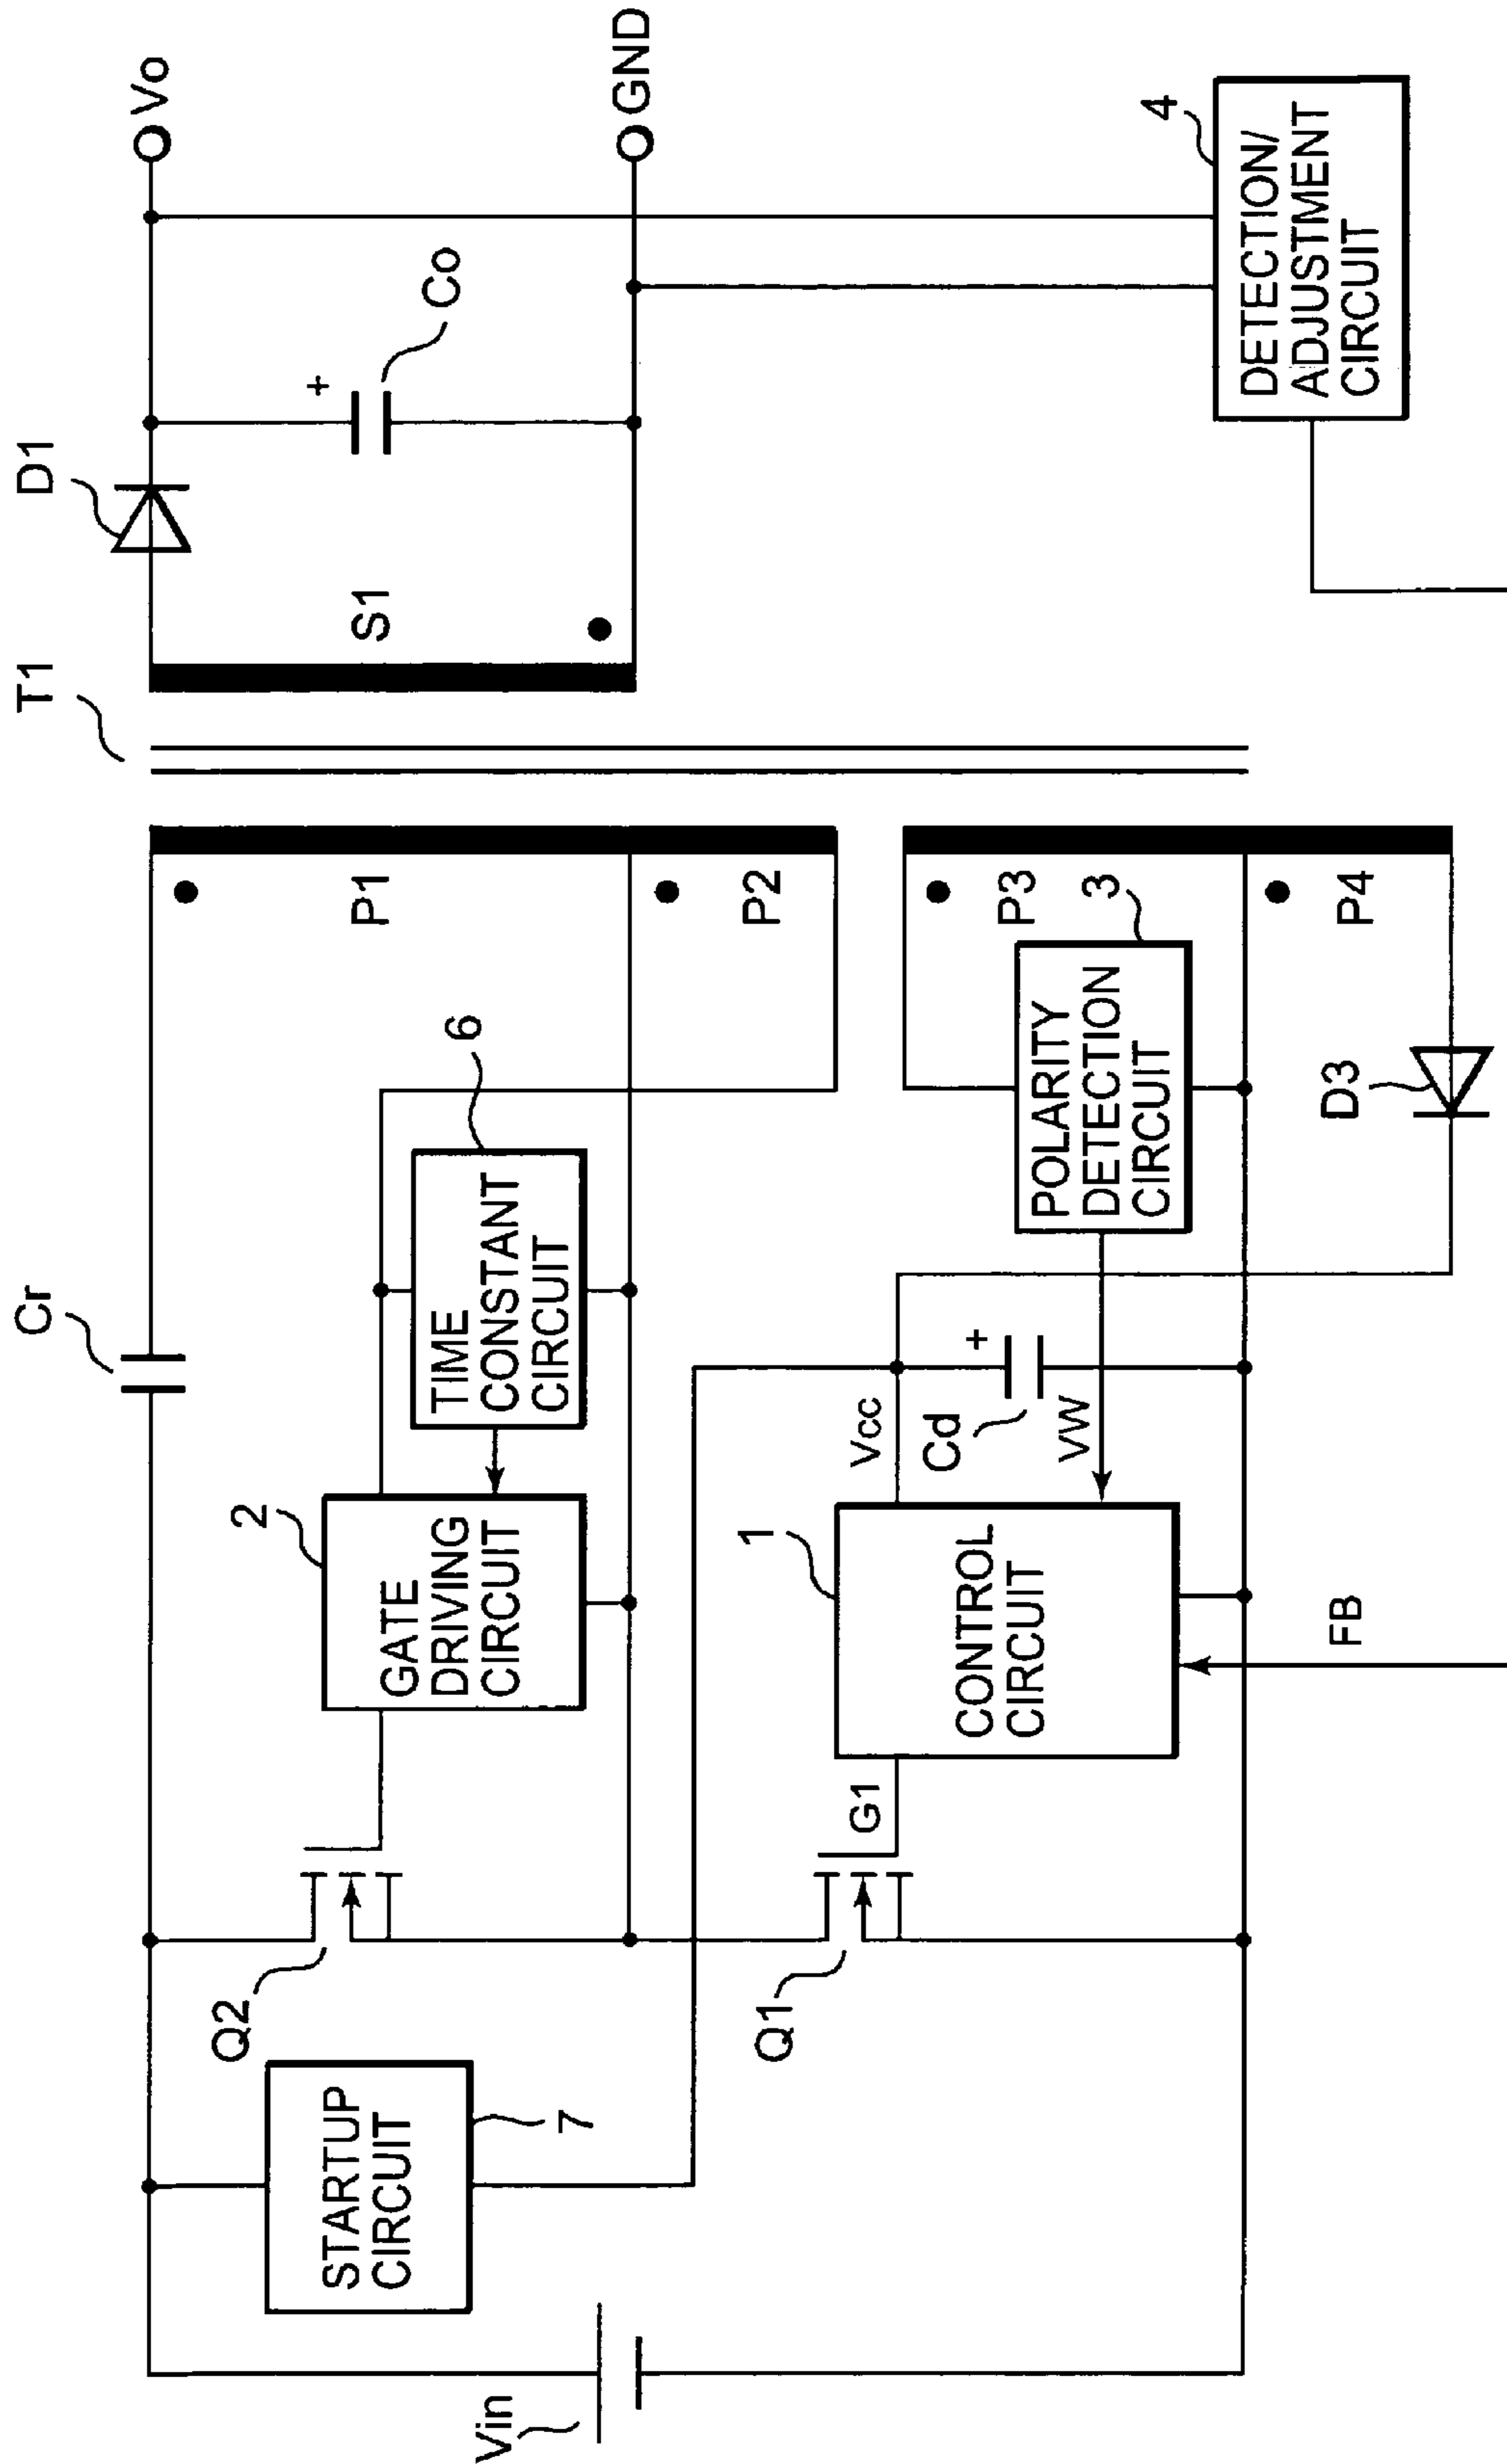 T1
D1
Vo
Cr
S1
+
Co
GND
P1
P2
6
TIME
CONSTANT
CIRCUIT
2
GATE
DRIVING
CIRCUIT
Q2
STARTUP
CIRCUIT
7
Vin
Q1
G1
1
CONTROL
CIRCUIT
Vcc
+
Cd
VW
P3
3
POLARITY
DETECTION
CIRCUIT
P4
D3
FB
4
DETECTION/
ADJUSTMENT
CIRCUIT